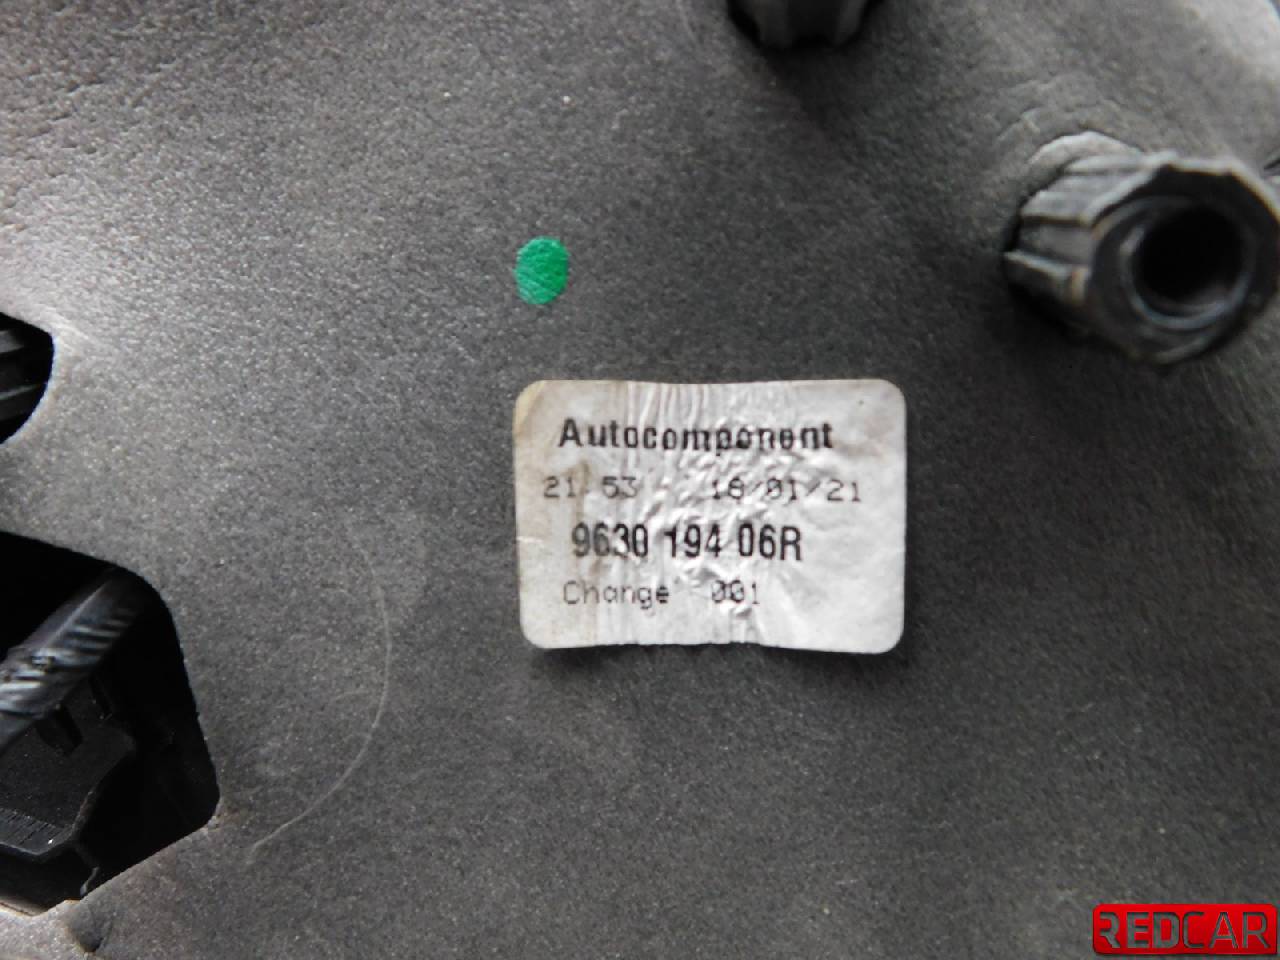 Autocomponent
21:53 - 18/01/21
9630 194 06R
Change 001
REDCAR